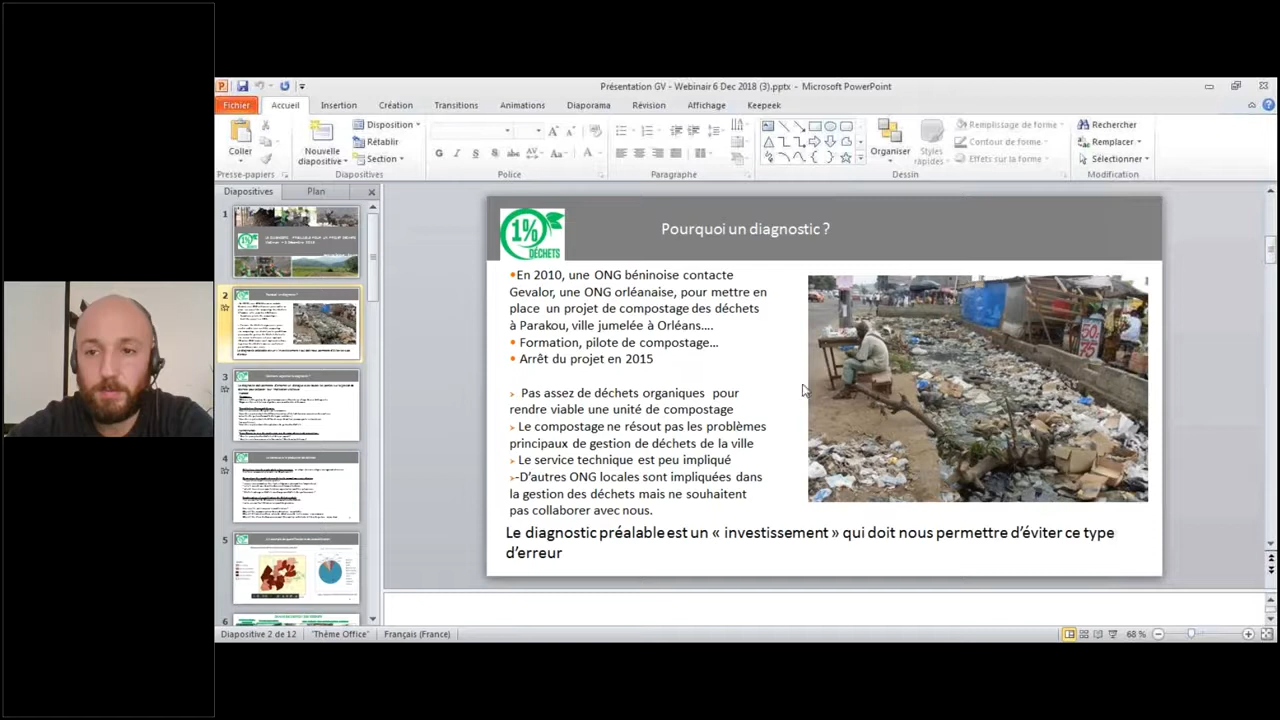 Présentation GV - Webinair 6 Dec 2018 (3).pptx - Microsoft PowerPoint
Fichier Accueil Insertion Création Transitions Animations Diaporama Révision Affichage Keepeek
Coller
Nouvelle diapositive
Disposition
Rétablir
Section
Organiser
Styles rapides
Remplissage de forme
Contour de forme
Effets sur la forme
Rechercher
Remplacer
Sélectionner
Presse-papiers Diapositives Police Paragraphe Dessin Modification
Diapositives Plan
1
2
3
4
5
6
1%
DÉCHETS
Pourquoi un diagnostic ?
•En 2010, une ONG béninoise contacte
Gevalor, une ONG orléanaise, pour mettre en
place un projet de compostage des déchets
à Parakou, ville jumelée à Orléans
Formation, pilote de compostage...
• Arrêt du projet en 2015
Pas assez de déchets organiques pour
une grande unité de compostage
Le compostage ne résout pas les problèmes
principaux de gestion de déchets de la ville
Le service technique est peu impliqué
Des ONG localement investies dans
la gestion des déchets mais ne souhaitent
pas collaborer avec nous.
Le diagnostic préalable est un « investissement » qui doit nous permettre d'éviter ce type
d'erreur
Diapositive 2 de 12 "Thème Office" Français (France) 68 %